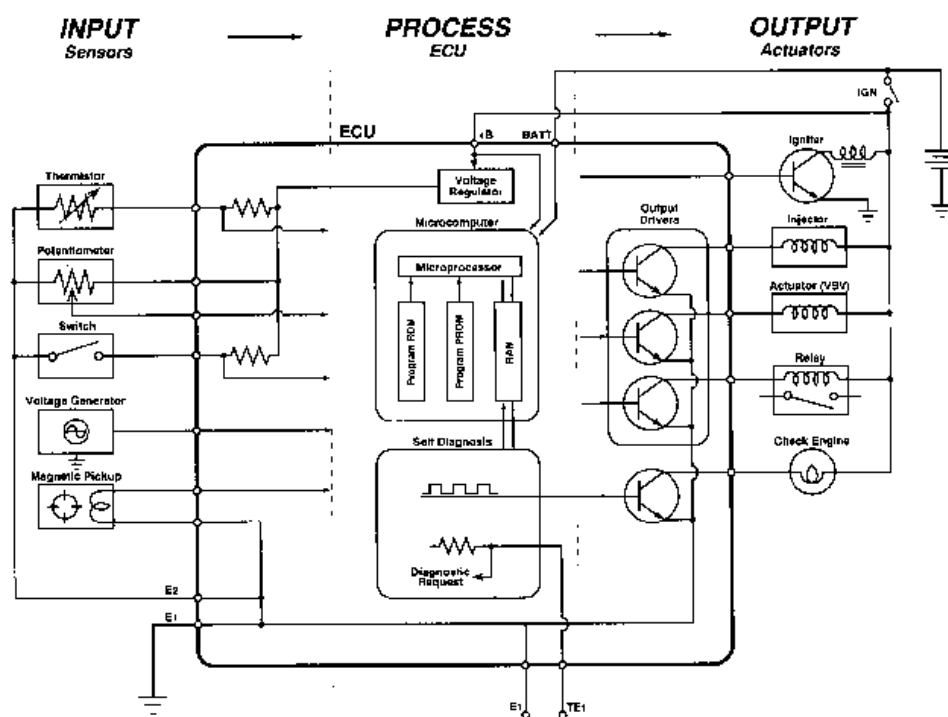 INPUT
Sensors
PROCESS
ECU
OUTPUT
Actuators
IGN
ECU
+B
BATT
Igniter
Thermistor
Voltage
Regulator
Microcomputer
Output
Drivers
Injector
Potentiometer
Microprocessor
Actuator (VSV)
Switch
Program ROM
Program PROM
RAM
Relay
Voltage Generator
Self Diagnosis
Check Engine
Magnetic Pickup
Diagnostic
Request
E2
E1
E1
TE1